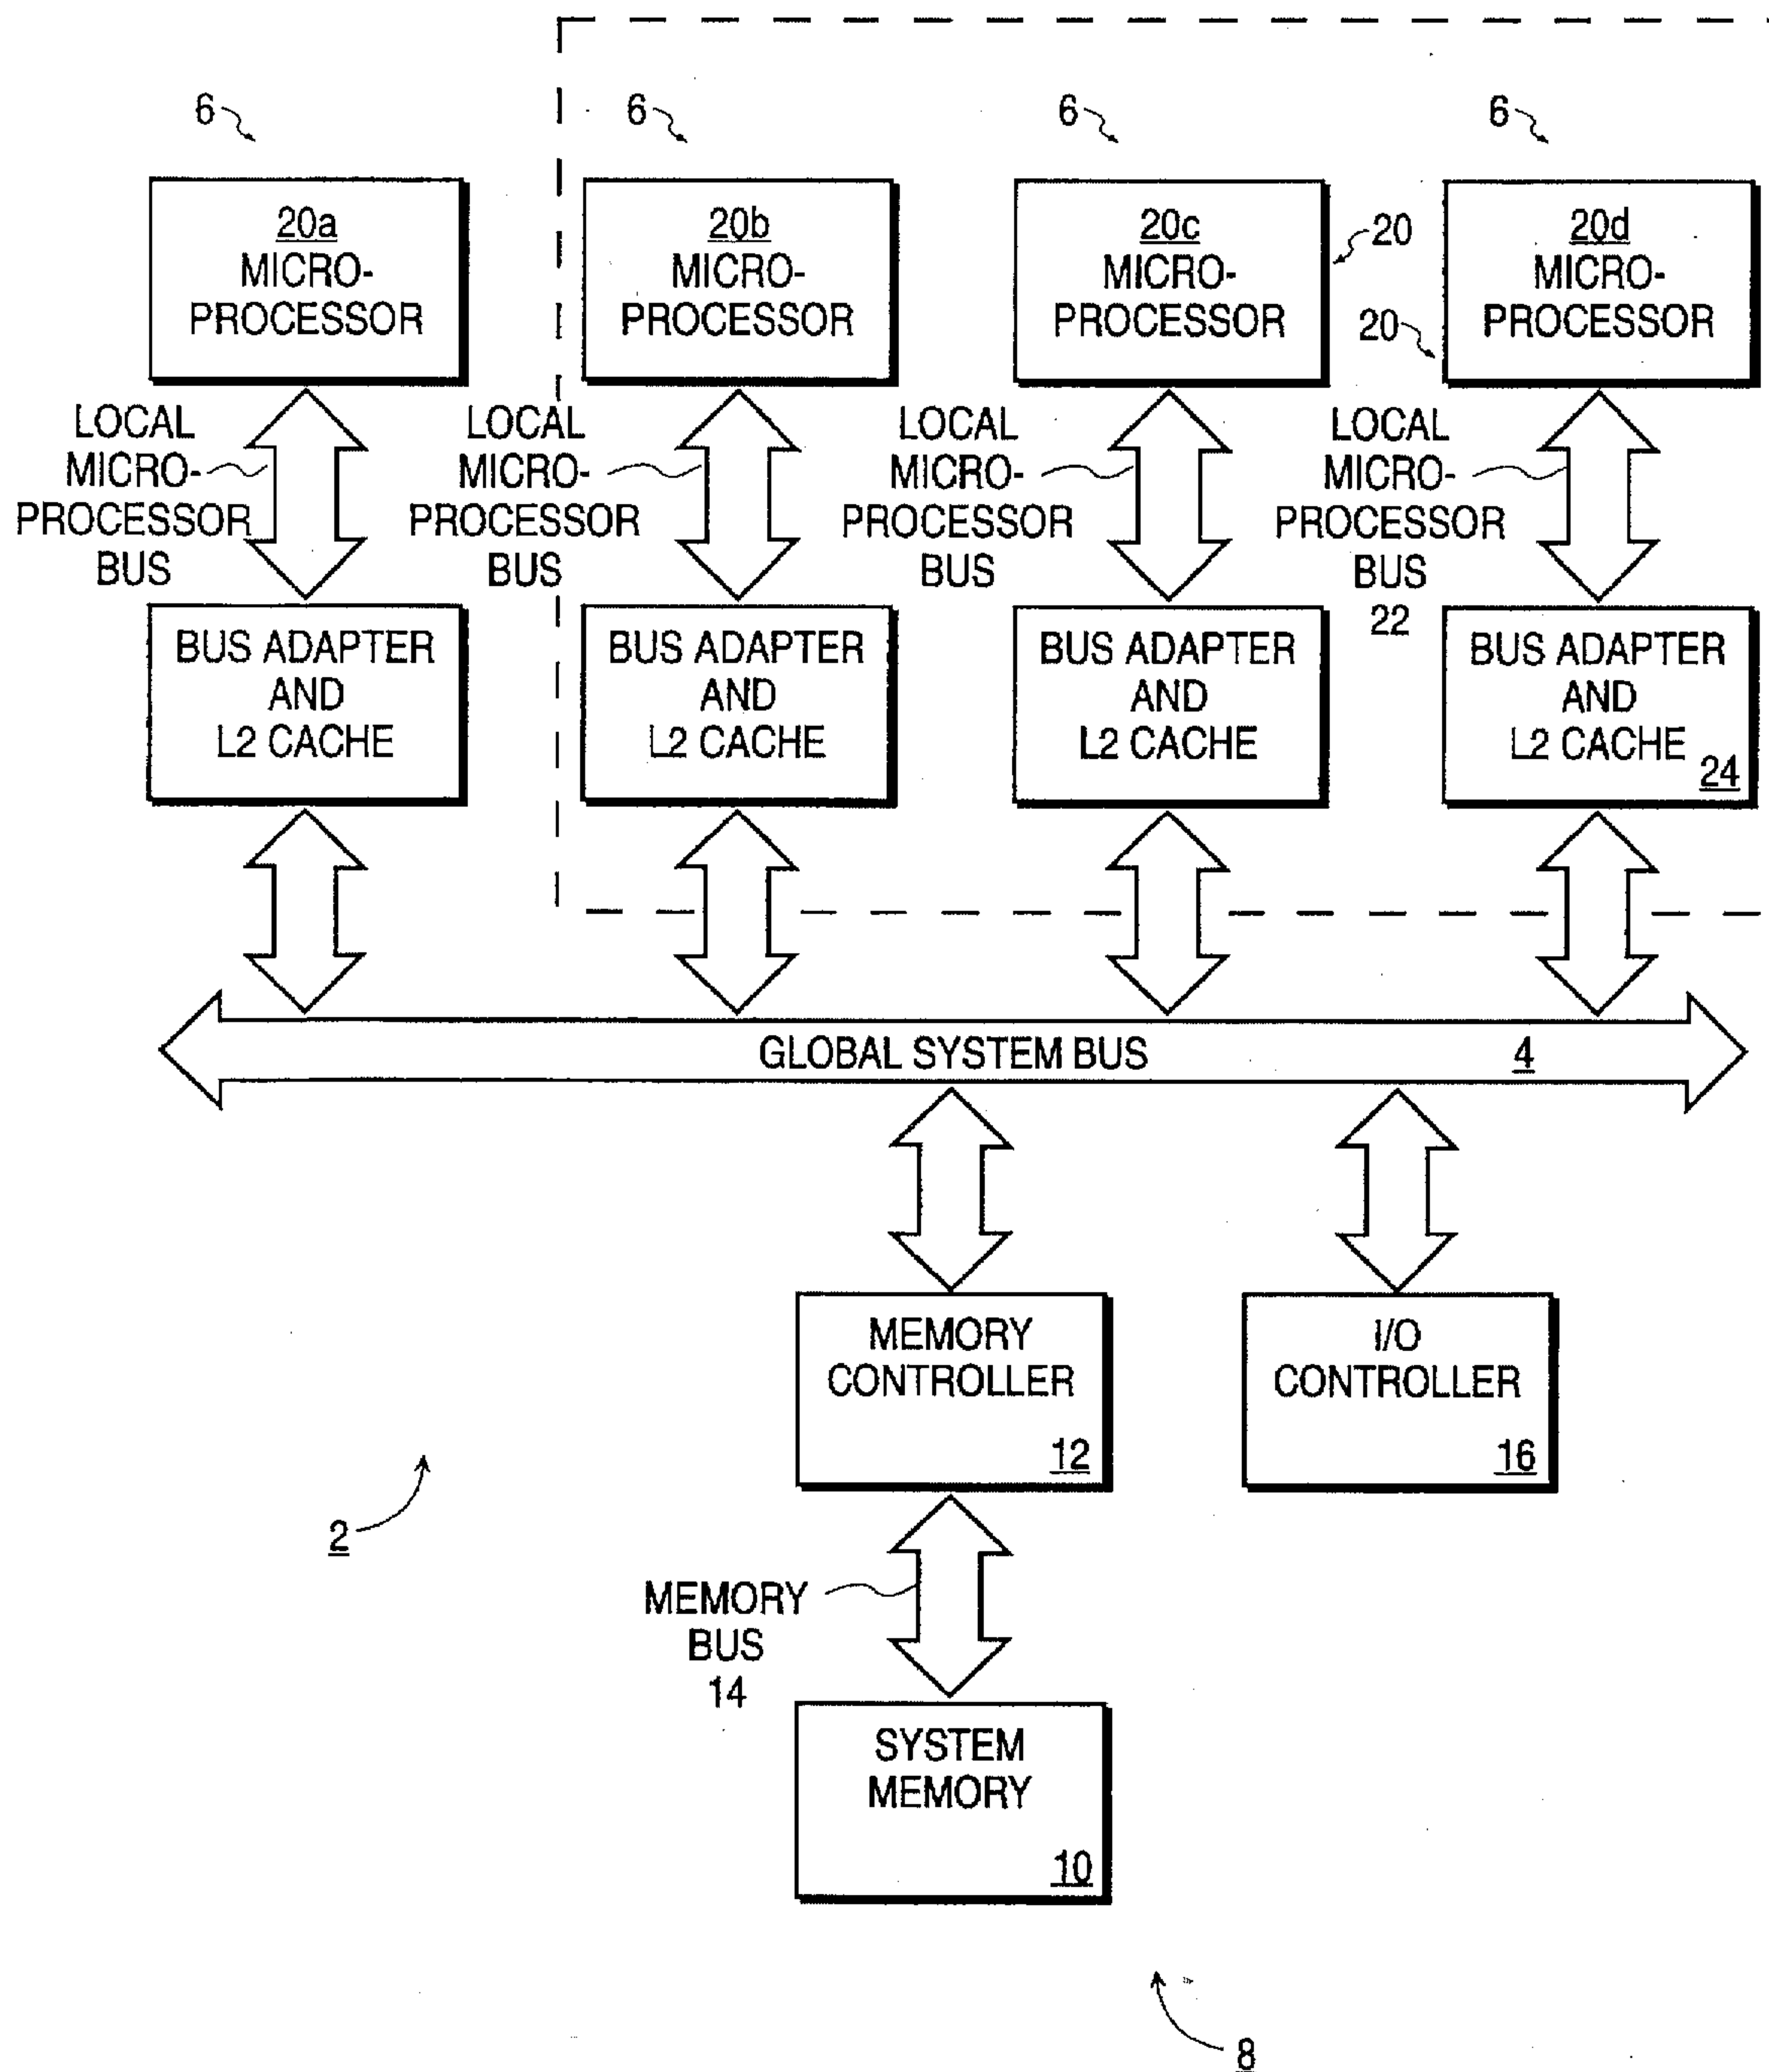 6
6
6
6
20a
MICRO-
PROCESSOR
20b
MICRO-
PROCESSOR
20c
MICRO-
PROCESSOR
20
20d
MICRO-
PROCESSOR
20
LOCAL
MICRO-
PROCESSOR
BUS
LOCAL
MICRO-
PROCESSOR
BUS
LOCAL
MICRO-
PROCESSOR
BUS
LOCAL
MICRO-
PROCESSOR
BUS
22
BUS ADAPTER
AND
L2 CACHE
BUS ADAPTER
AND
L2 CACHE
BUS ADAPTER
AND
L2 CACHE
BUS ADAPTER
AND
L2 CACHE
24
GLOBAL SYSTEM BUS 4
MEMORY
CONTROLLER
12
I/O
CONTROLLER
16
2
MEMORY
BUS
14
SYSTEM
MEMORY
10
8